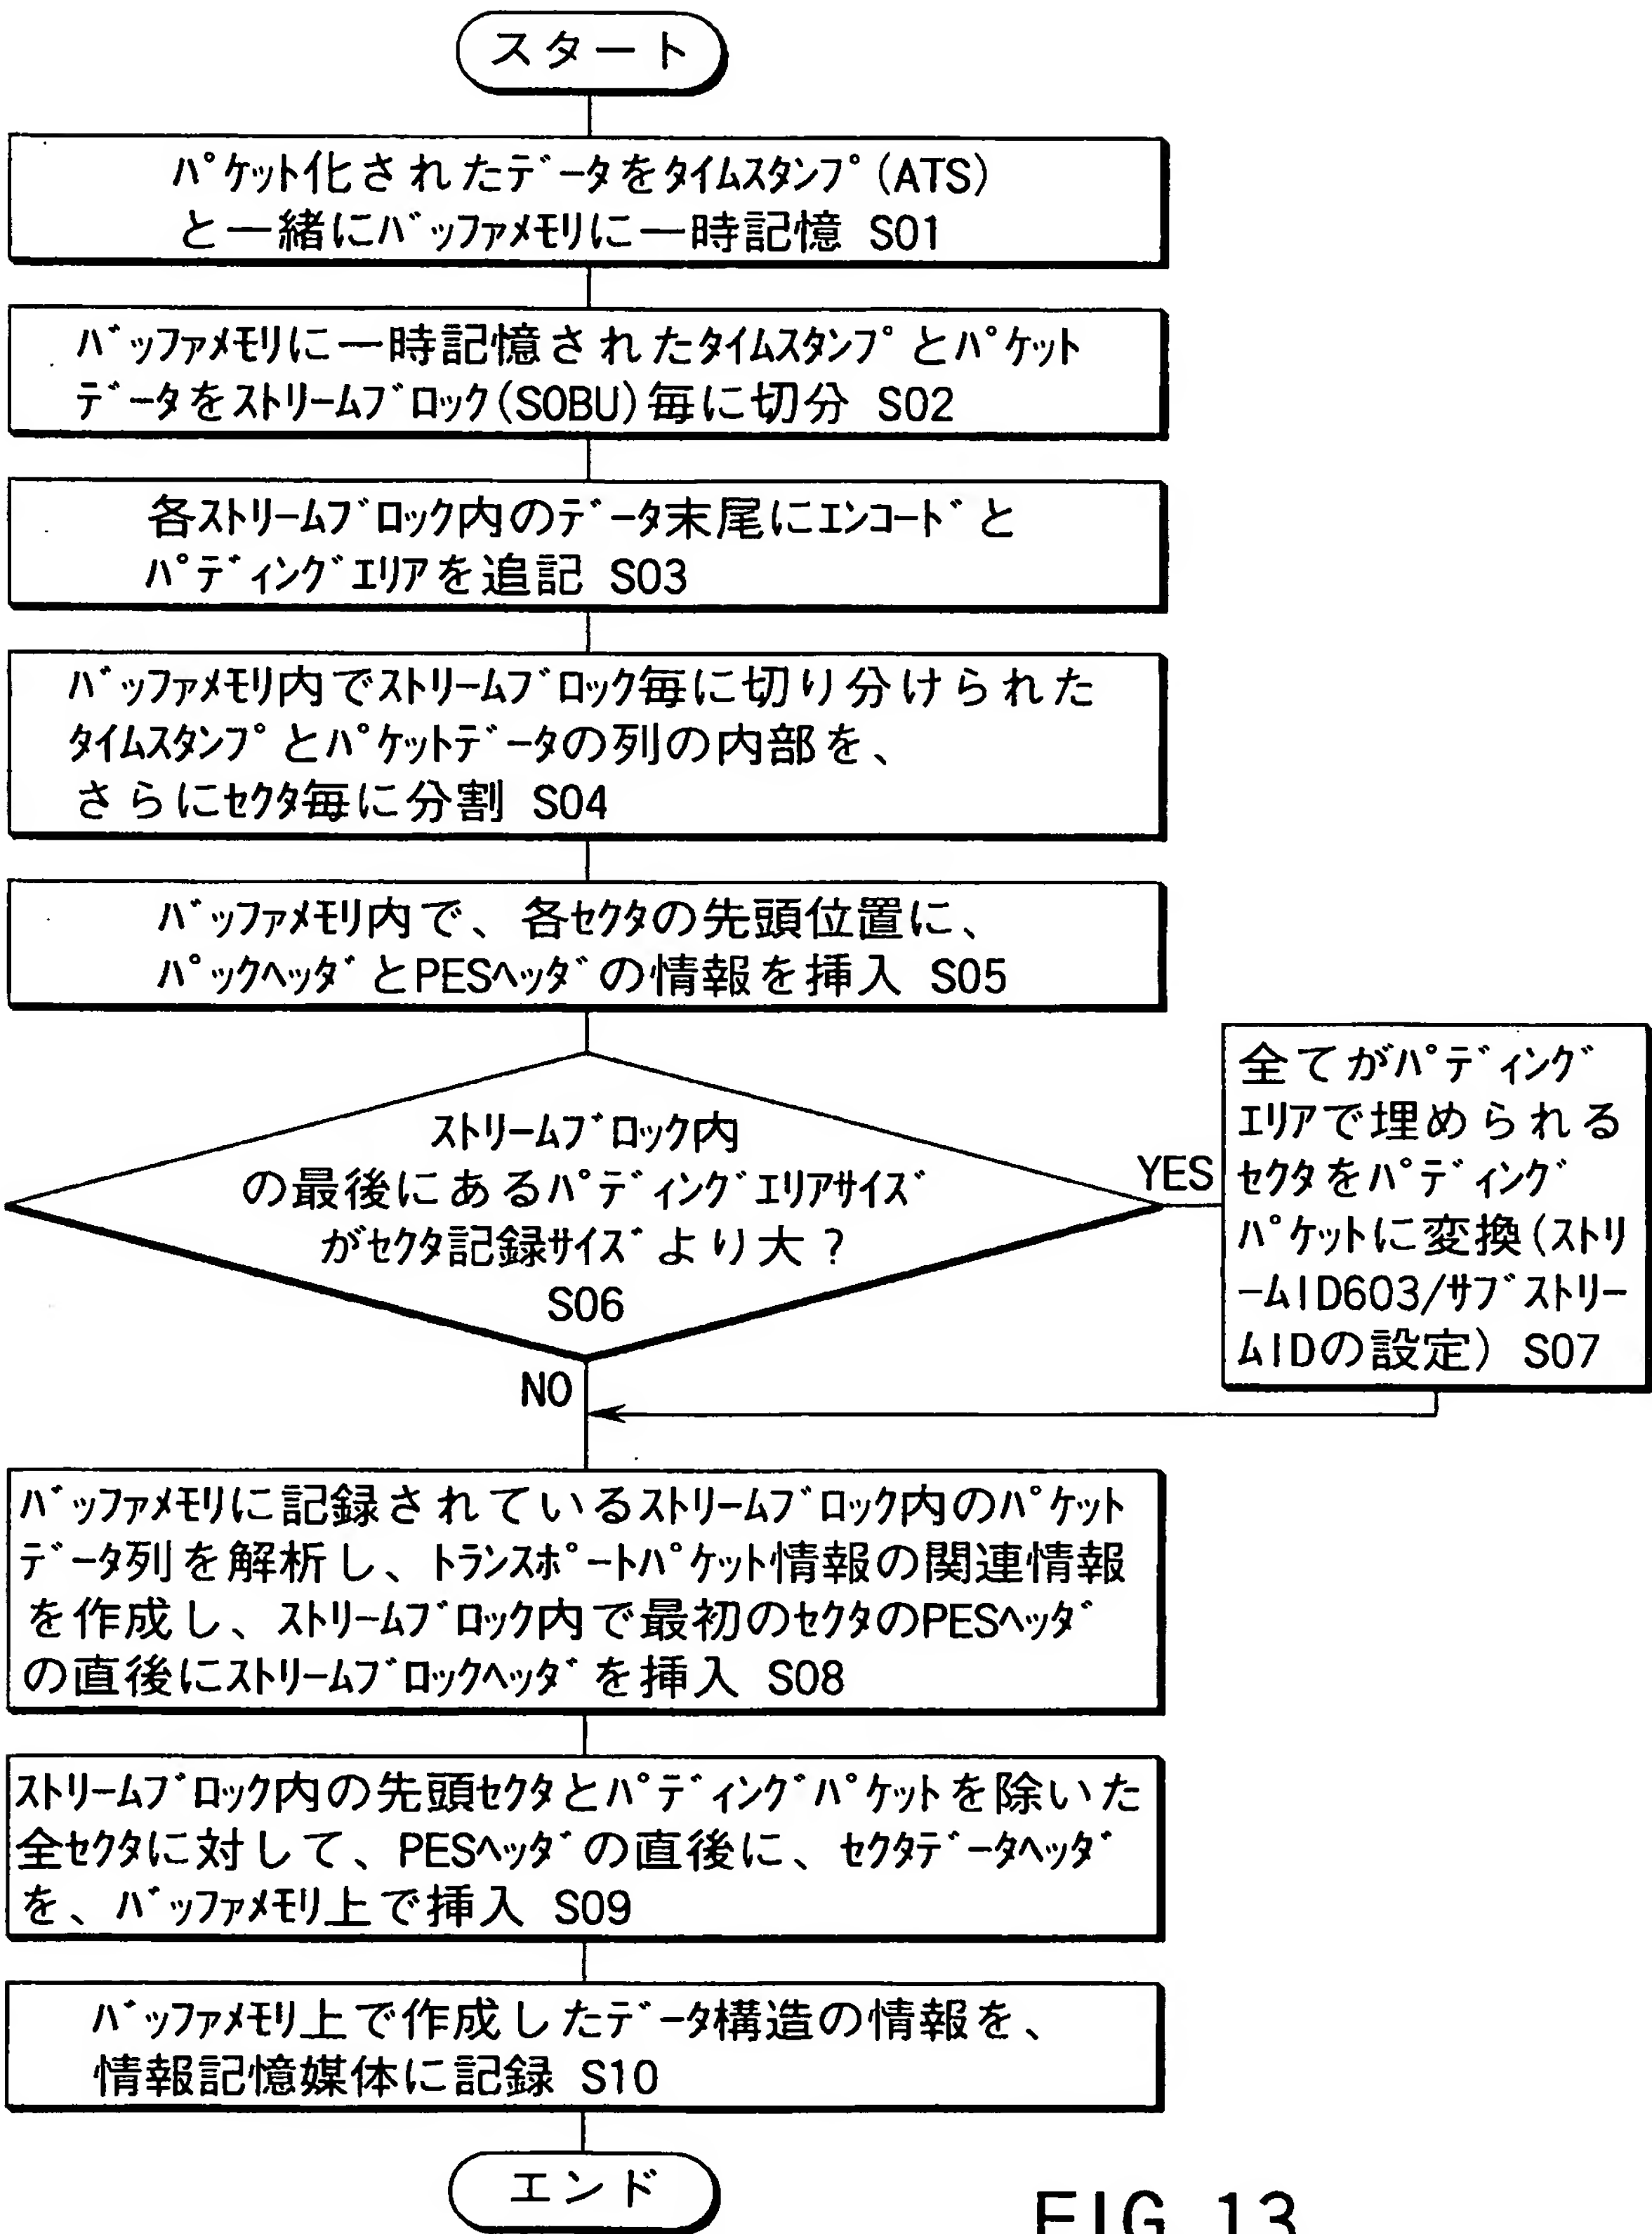 スタート
パケット化されたデータをタイムスタンプ(ATS)
と一緒にバッファメモリに一時記憶 S01
バッファメモリに一時記憶されたタイムスタンプとパケット
データをストリームブロック(SOBU)毎に切分 S02
各ストリームブロック内のデータ末尾にエンコードと
パディングエリアを追記 S03
バッファメモリ内でストリームブロック毎に切り分けられた
タイムスタンプとパケットデータの列の内部を、
さらにセクタ毎に分割 S04
バッファメモリ内で、各セクタの先頭位置に、
パックヘッダとPESヘッダの情報を挿入 S05
ストリームブロック内
の最後にあるパディングエリアサイズ
がセクタ記録サイズより大?
S06
YES
全てがパディング
エリアで埋められる
セクタをパディング
パケットに変換(ストリ
ームID603/サブストリー
ムIDの設定) S07
NO
バッファメモリに記録されているストリームブロック内のパケット
データ列を解析し、トランスポートパケット情報の関連情報
を作成し、ストリームブロック内で最初のセクタのPESヘッダ
の直後にストリームブロックヘッダを挿入 S08
ストリームブロック内の先頭セクタとパディングパケットを除いた
全セクタに対して、PESヘッダの直後に、セクタデータヘッダ
を、バッファメモリ上で挿入 S09
バッファメモリ上で作成したデータ構造の情報を、
情報記憶媒体に記録 S10
エンド
FIG. 13